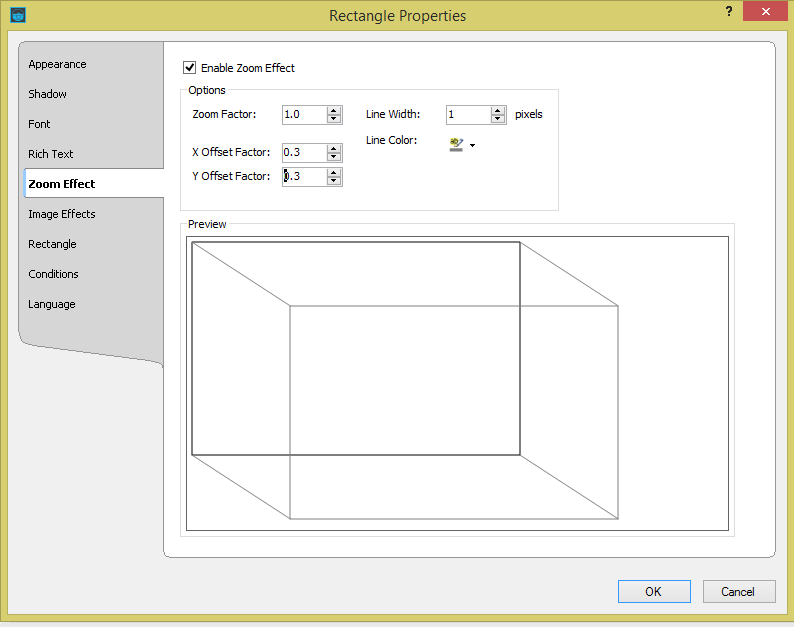 Rectangle Properties
?
Appearance
Shadow
Font
Rich Text
Zoom Effect
Image Effects
Rectangle
Conditions
Language
Enable Zoom Effect
Options
Zoom Factor: 1.0 Line Width: 1 pixels
Line Color:
X Offset Factor: 0.3
Y Offset Factor: 0.3
Preview
OK Cancel